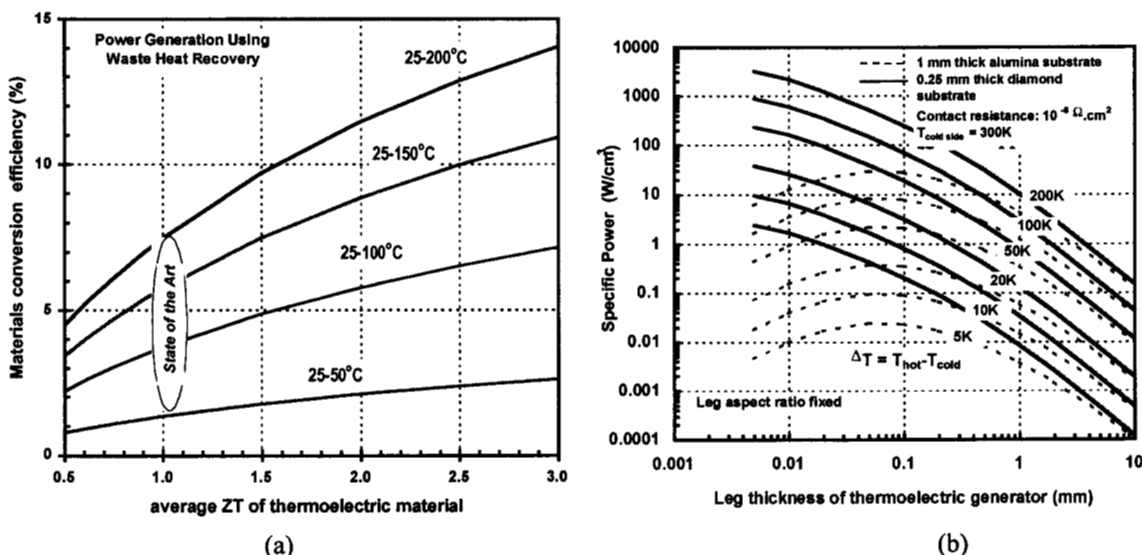 15
10
5
0
Materials conversion efficiency (%)
Power Generation Using
Waste Heat Recovery
25-200°C
25-150°C
25-100°C
25-50°C
State of the Art
0.5 1.0 1.5 2.0 2.5 3.0
average ZT of thermoelectric material
(a)
10000
1000
100
10
1
0.1
0.01
0.001
0.0001
Specific Power (W/cm²)
1 mm thick alumina substrate
0.25 mm thick diamond
substrate
Contact resistance: 10⁻⁸ Ω.cm²
T cold side = 300K
200K
100K
50K
20K
10K
5K
ΔT = Thot-Tcold
Leg aspect ratio fixed
0.001 0.01 0.1 1 10
Leg thickness of thermoelectric generator (mm)
(b)